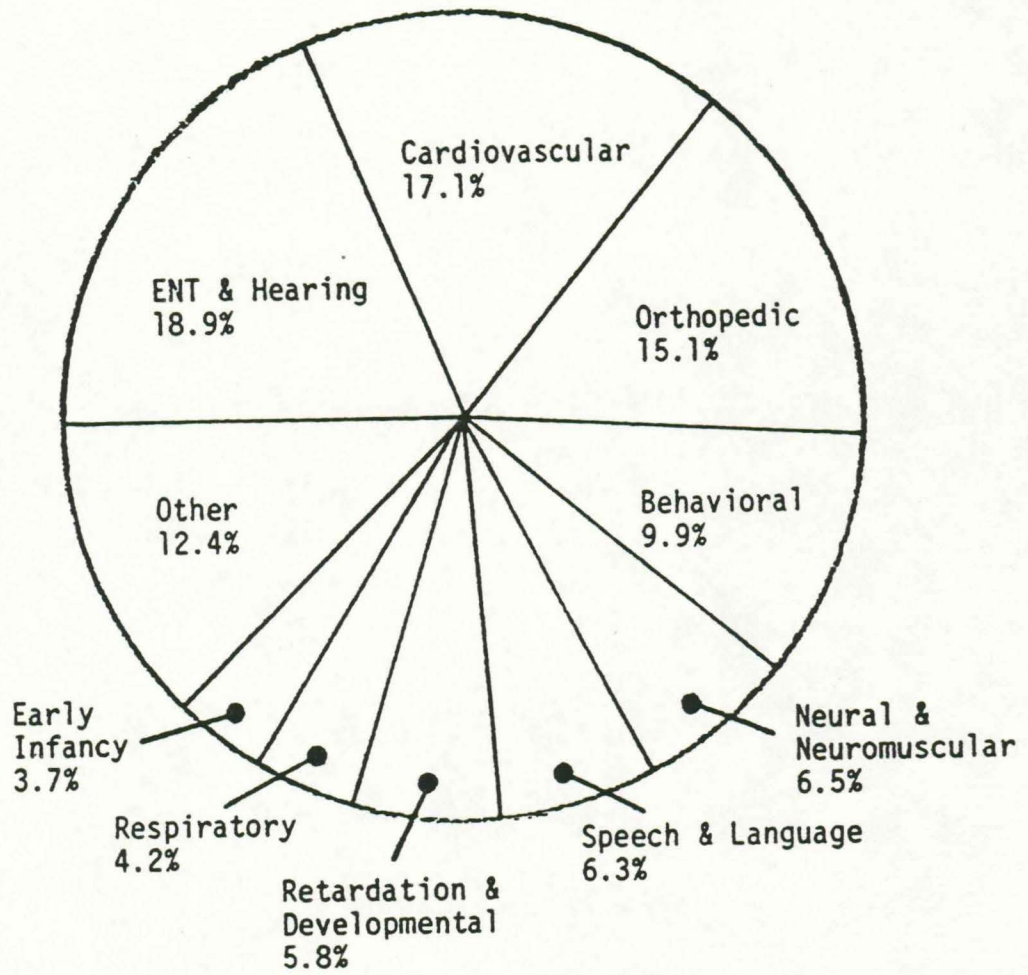 Cardiovascular
17.1%
ENT & Hearing
18.9%
Orthopedic
15.1%
Other
12.4%
Behavioral
9.9%
Early
Infancy
3.7%
Neural &
Neuromuscular
6.5%
Respiratory
4.2%
Speech & Language
6.3%
Retardation &
Developmental
5.8%